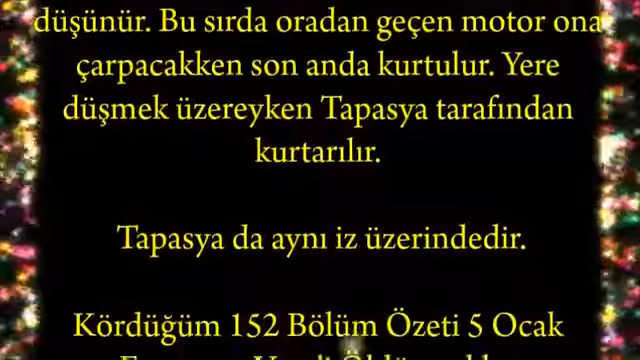 düşünür. Bu sırda oradan geçen motor ona
çarpacakken son anda kurtulur. Yere
düşmek üzereyken Tapasya tarafından
kurtarılır.
Tapasya da aynı iz üzerindedir.
Kördüğüm 152 Bölüm Özeti 5 Ocak